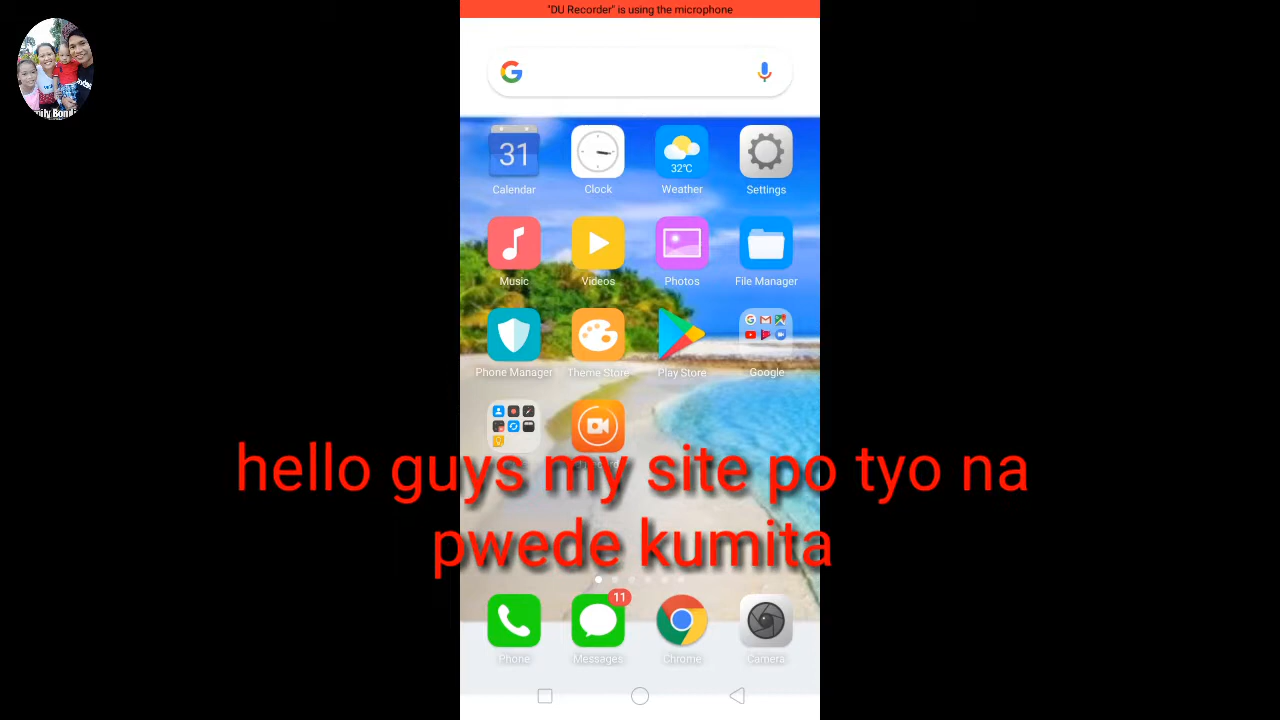 "DU Recorder" is using the microphone
31
32°C
Calendar
Clock
Weather
Settings
Music
Videos
Photos
File Manager
Phone Manager
Theme Store
Play Store
Google
hello guys my site po tyo na
pwede kumita
11
Phone
Messages
Chrome
Camera